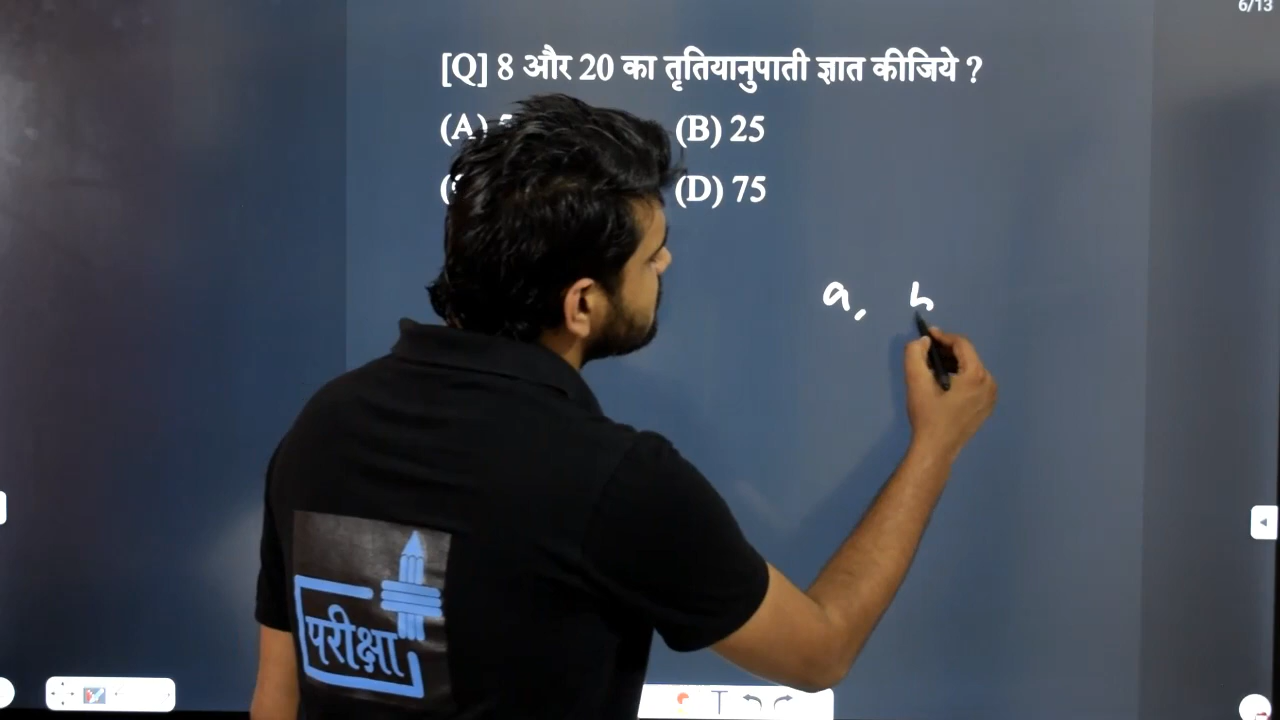 6/13
[Q] 8 और 20 का तृतियानुपाती ज्ञात कीजिये ?
(A) (B) 25
(D) 75
a, b
परीक्षा
T